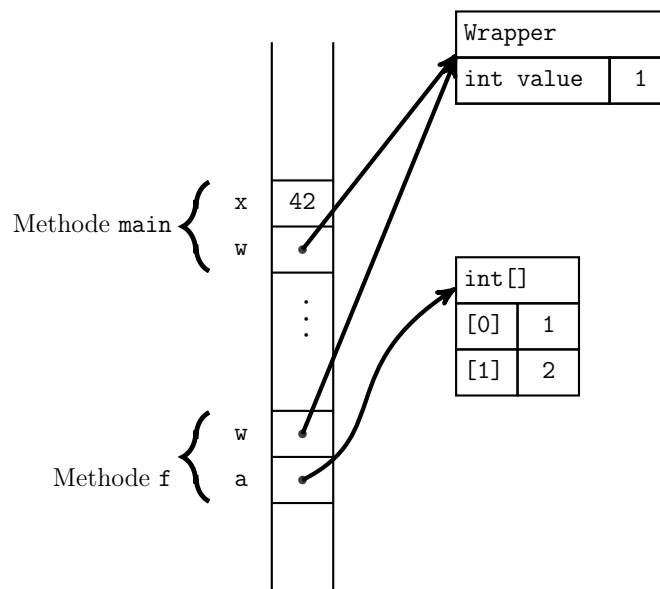 Wrapper
int value 1
x 42
Methode main
w
int[]
[0] 1
[1] 2
w
Methode f
a